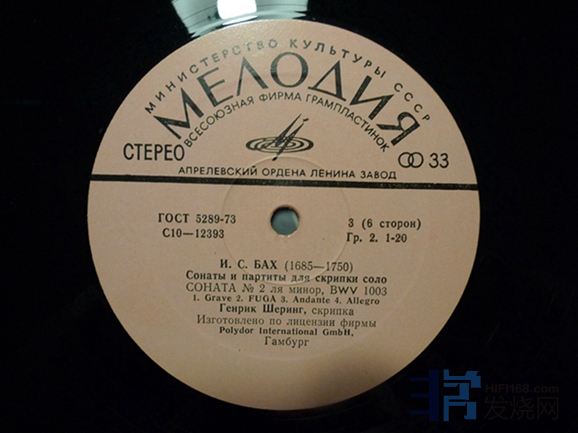 МИНИСТЕРСТВО КУЛЬТУРЫ СССР
МЕЛОДИЯ
ВСЕСОЮЗНАЯ ФИРМА ГРАМПЛАСТИНОК
СТЕРЕО
33
АПРЕЛЕВСКИЙ ОРДЕНА ЛЕНИНА ЗАВОД
ГОСТ 5289-73
3 (6 сторон)
С10—12393
Гр. 2. 1-20
И. С. БАХ (1685—1750)
Сонаты и партиты для скрипки соло
СОНАТА № 2 ля минор, BWV 1003
1. Grave 2. FUGA 3. Andante 4. Allegro
Генрик Шеринг, скрипка
Изготовлено по лицензии фирмы
Polydor International GmbH,
Гамбург
HIFI168.com
发烧网